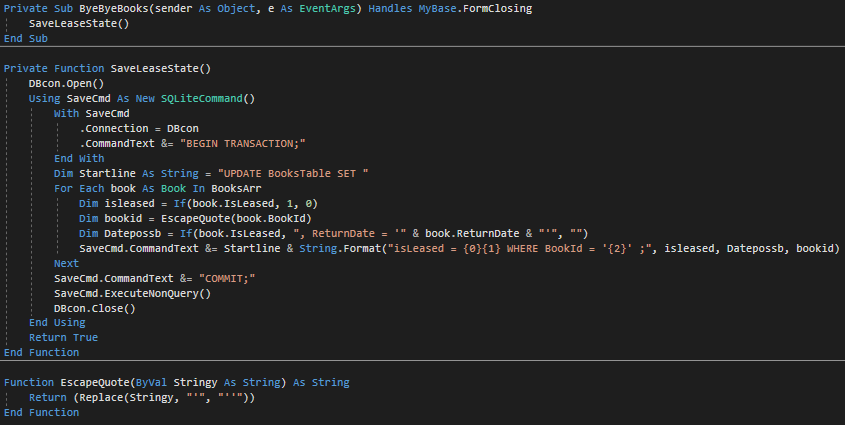 Private Sub ByeByeBooks(sender As Object, e As EventArgs) Handles MyBase.FormClosing
    SaveLeaseState()
End Sub

Private Function SaveLeaseState()
    DBcon.Open()
    Using SaveCmd As New SQLiteCommand()
        With SaveCmd
            .Connection = DBcon
            .CommandText &= "BEGIN TRANSACTION;"
        End With
        Dim Startline As String = "UPDATE BooksTable SET "
        For Each book As Book In BooksArr
            Dim isleased = If(book.IsLeased, 1, 0)
            Dim bookid = EscapeQuote(book.BookId)
            Dim Datepossb = If(book.IsLeased, ", ReturnDate = '" & book.ReturnDate & "'", "")
            SaveCmd.CommandText &= Startline & String.Format("isLeased = {0}{1} WHERE BookId = '{2}' ;", isleased, Datepossb, bookid)
        Next
        SaveCmd.CommandText &= "COMMIT;"
        SaveCmd.ExecuteNonQuery()
        DBcon.Close()
    End Using
    Return True
End Function

Function EscapeQuote(ByVal Stringy As String) As String
    Return (Replace(Stringy, "'", "''"))
End Function